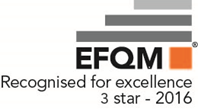 EFQM®
Recognised for excellence
3 star - 2016